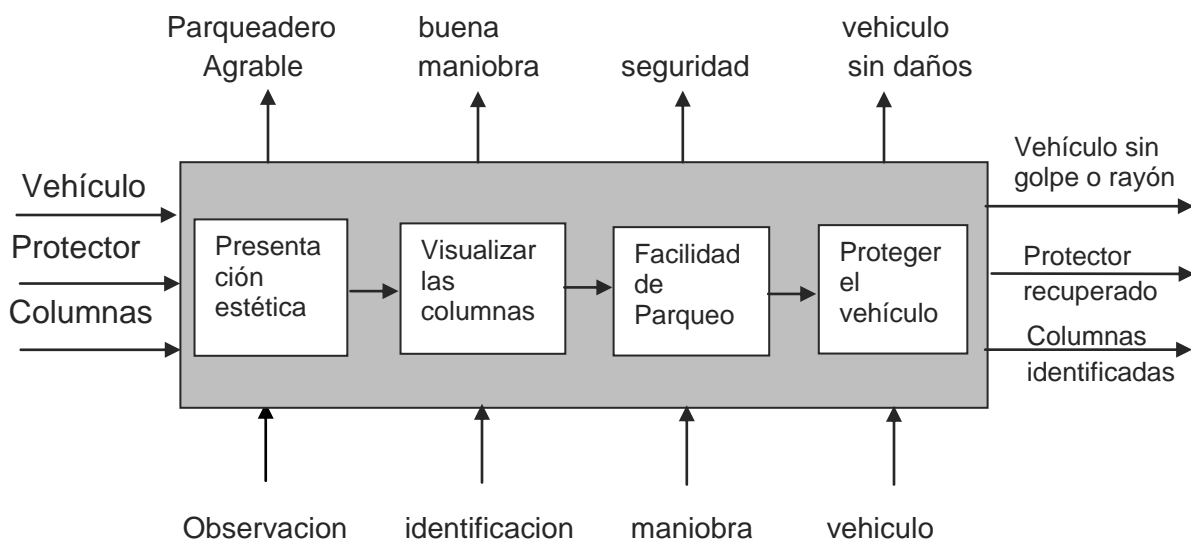 Parqueadero
Agrable
buena
maniobra
seguridad
vehiculo
sin daños
Vehículo
Protector
Columnas
Presenta
ción
estética
Visualizar
las
columnas
Facilidad
de
Parqueo
Proteger
el
vehículo
Vehículo sin
golpe o rayón
Protector
recuperado
Columnas
identificadas
Observacion
identificacion
maniobra
vehiculo